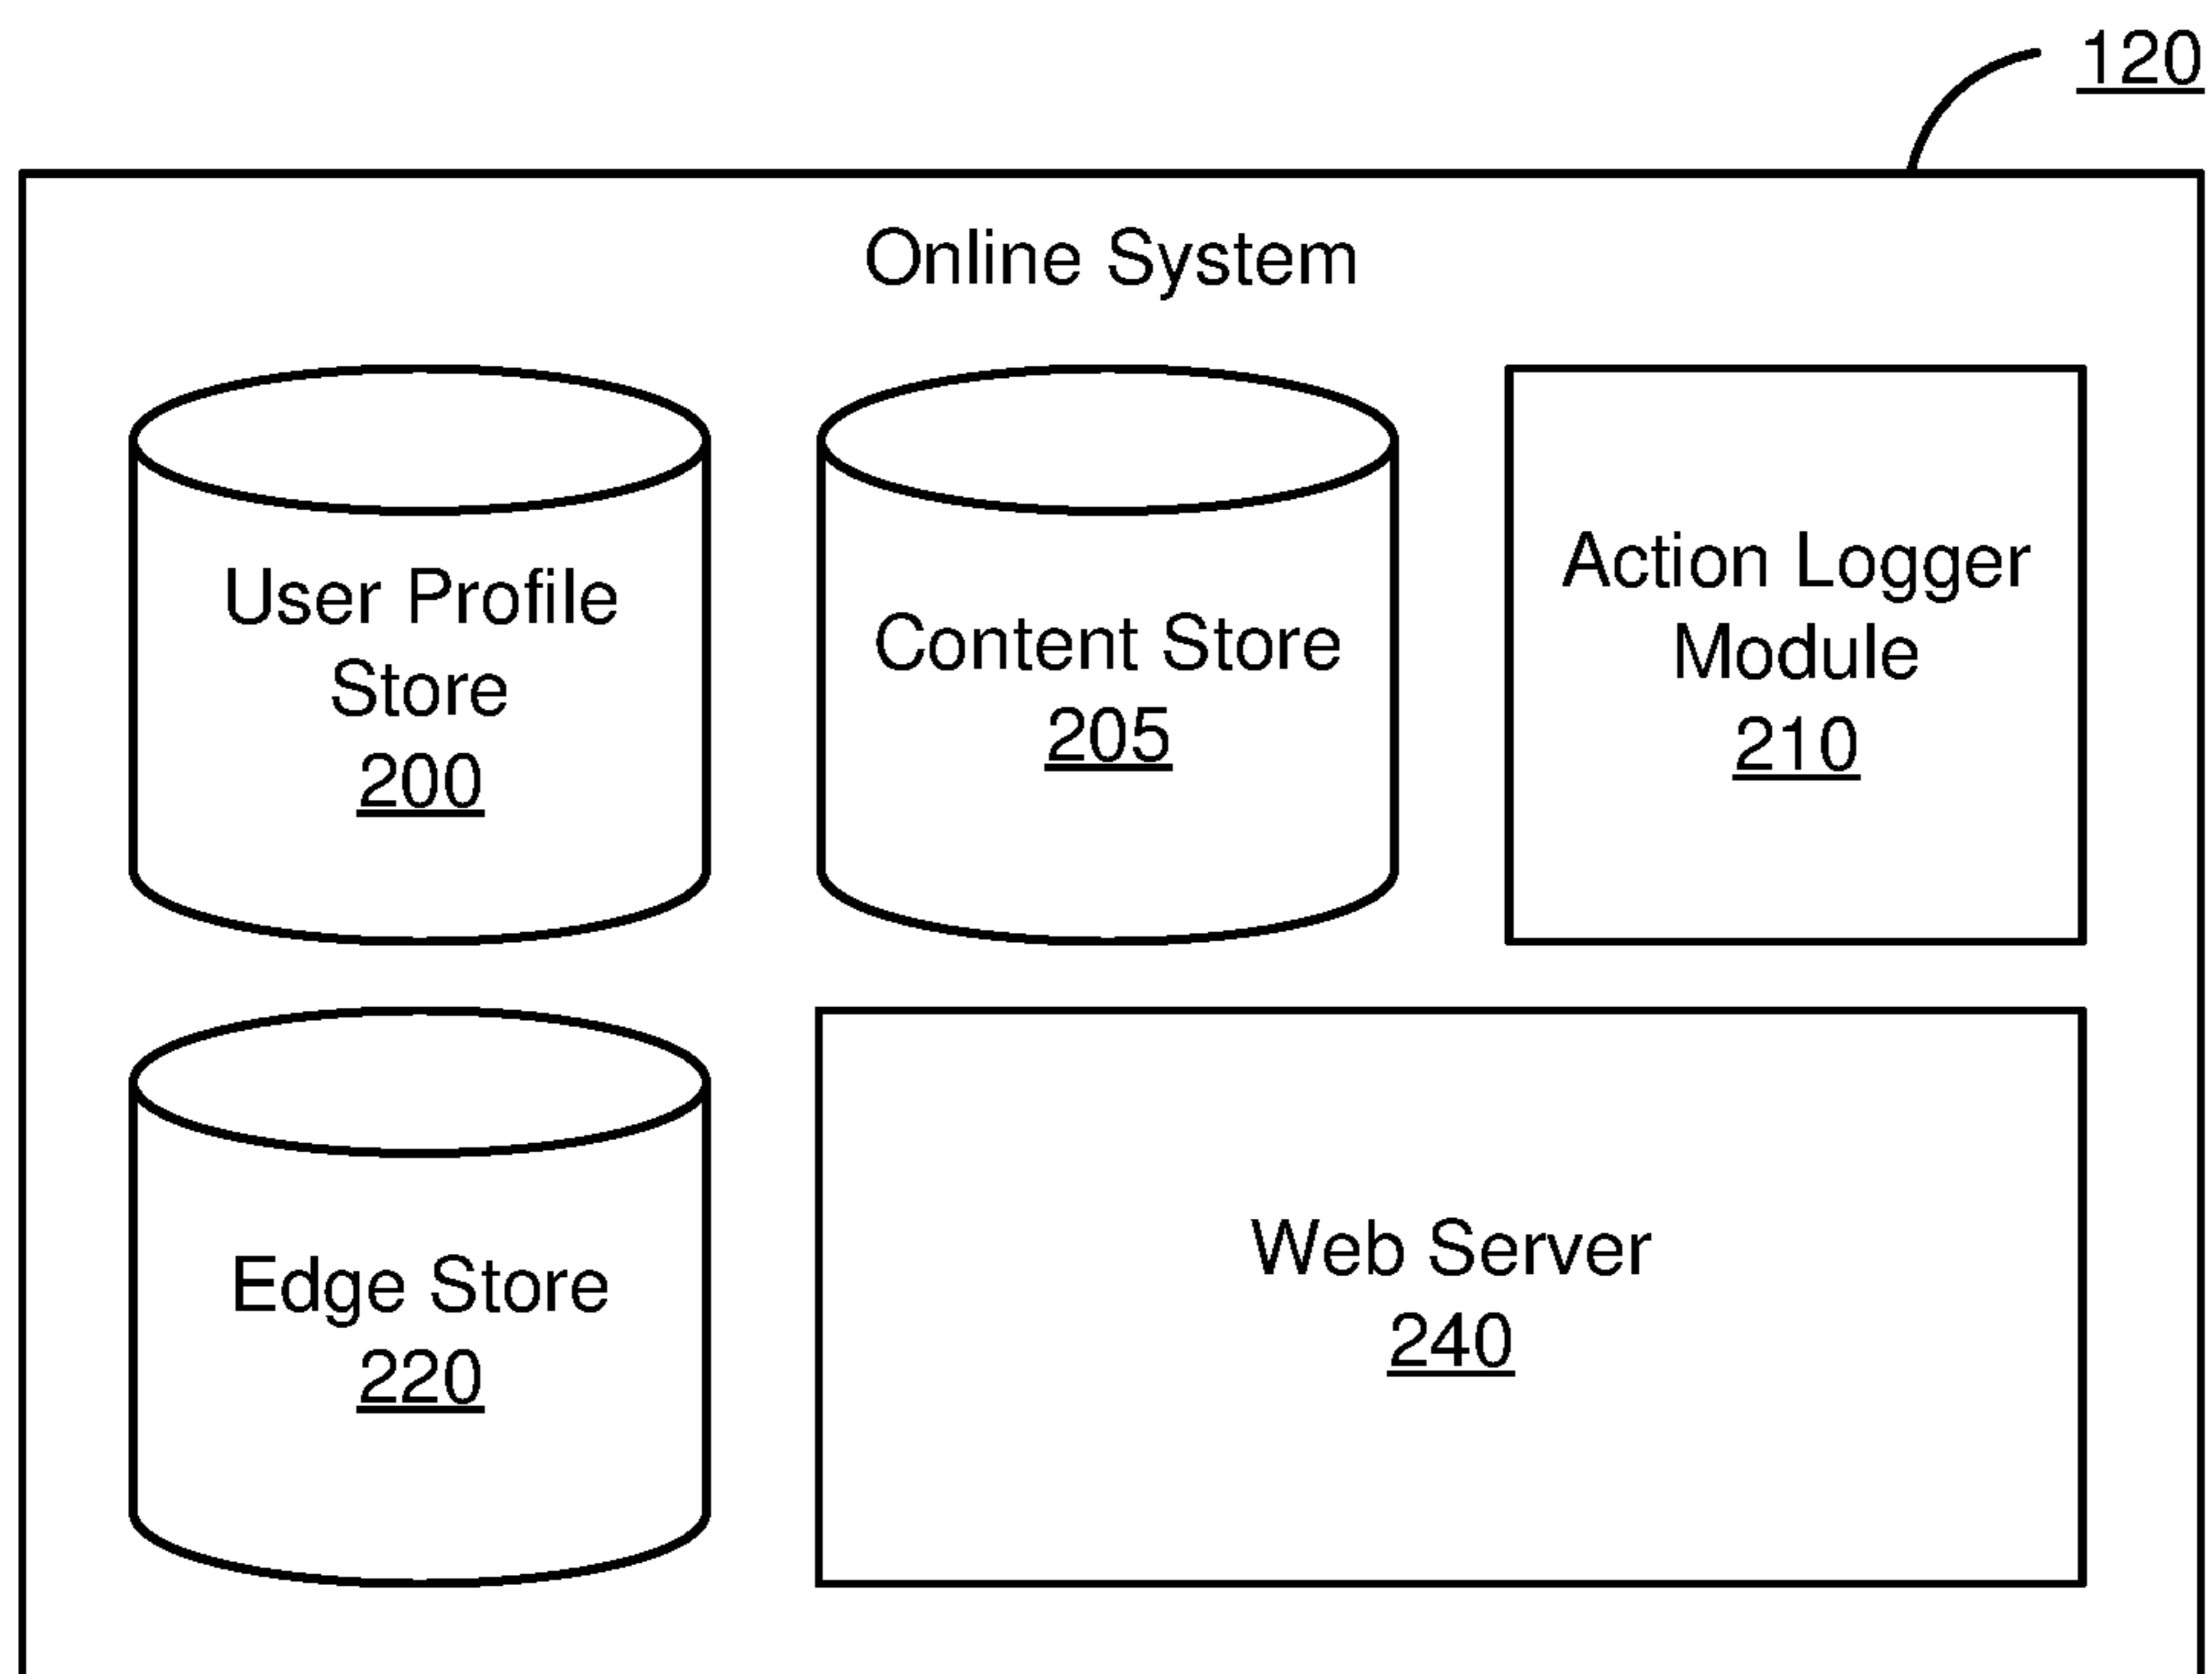 120
Online System
User Profile
Store
200
Content Store
205
Action Logger
Module
210
Edge Store
220
Web Server
240